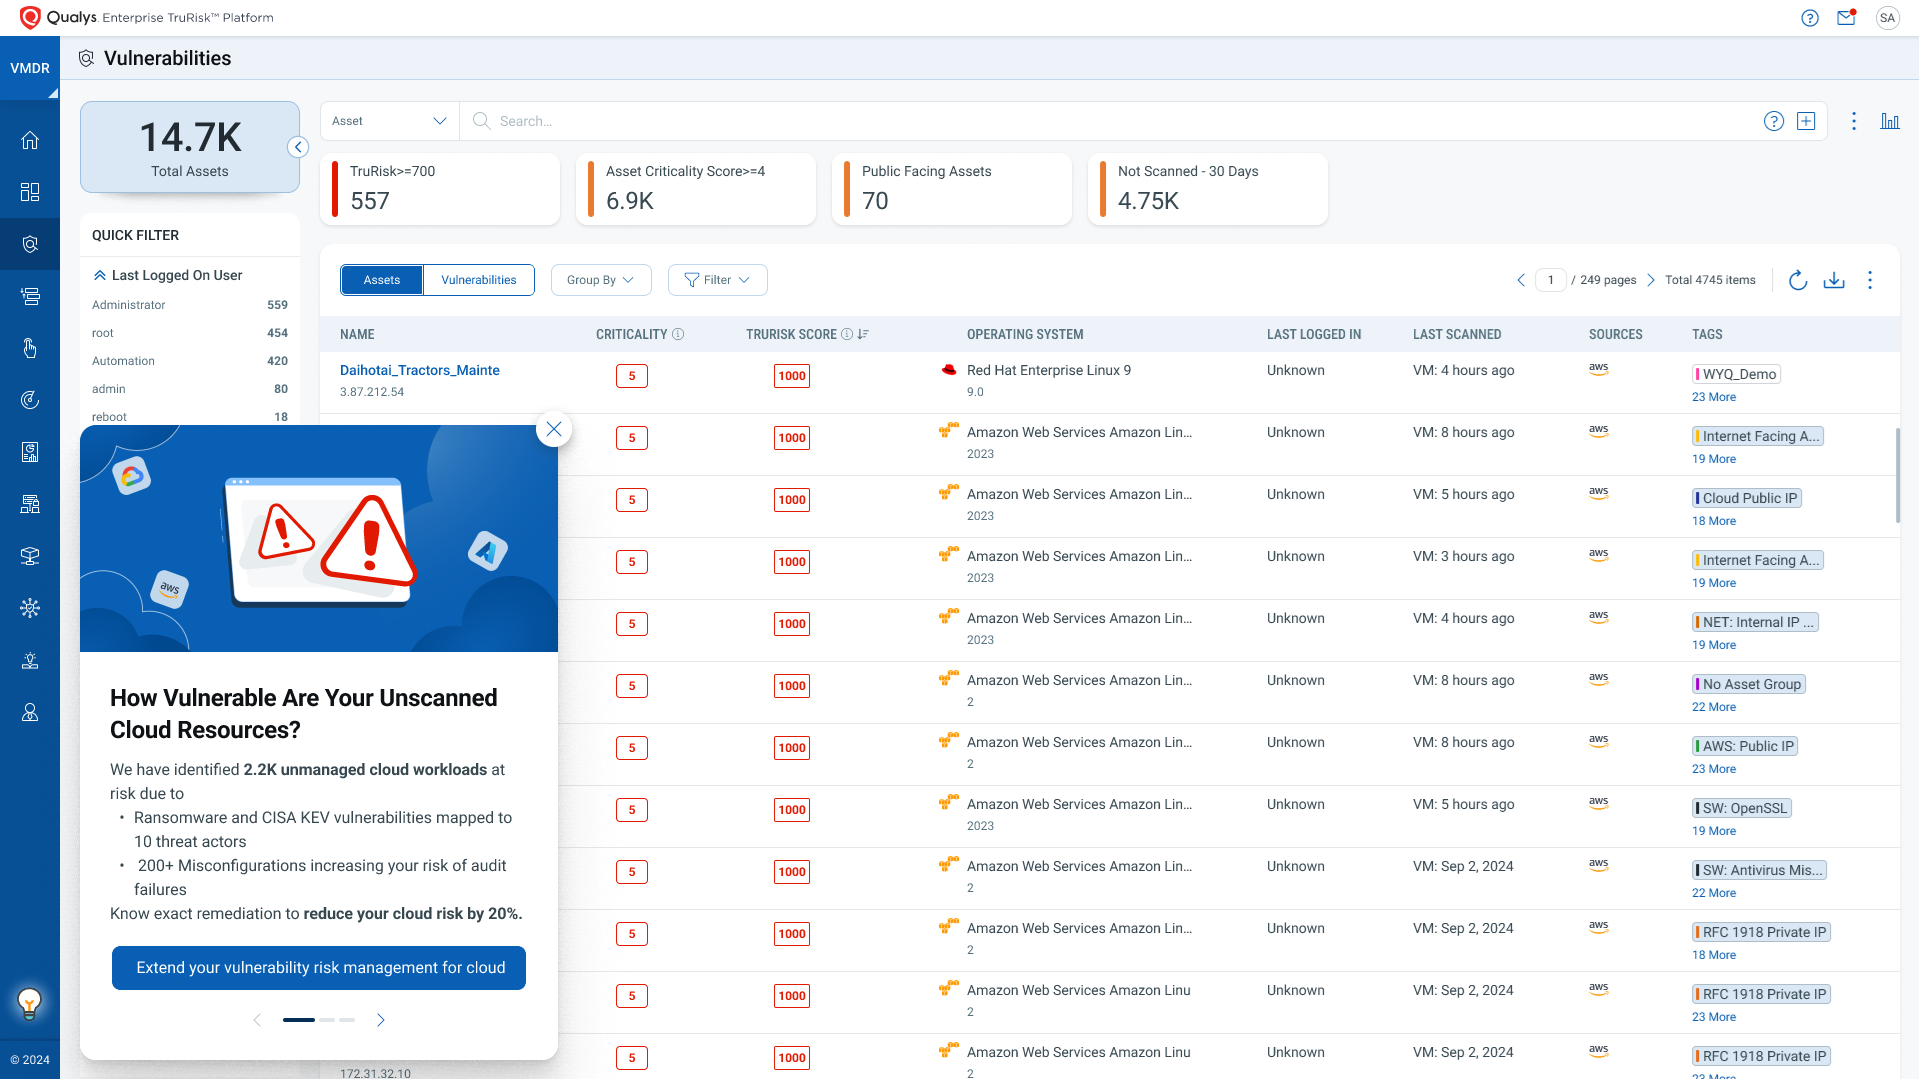 Qualys. Enterprise TruRisk™ Platform
SA
VMDR
Vulnerabilities
14.7K
Total Assets
Asset
Search...
TruRisk>=700
557
Asset Criticality Score>=4
6.9K
Public Facing Assets
70
Not Scanned - 30 Days
4.75K
QUICK FILTER
Last Logged On User
Administrator 559
root 454
Automation 420
admin 80
reboot 18
Assets Vulnerabilities Group By Filter
1 / 249 pages Total 4745 items
NAME CRITICALITY TRURISK SCORE OPERATING SYSTEM LAST LOGGED IN LAST SCANNED SOURCES TAGS
Daihotai_Tractors_Mainte 5 1000 Red Hat Enterprise Linux 9 Unknown VM: 4 hours ago aws WYQ_Demo
3.87.212.54 9.0 23 More
5 1000 Amazon Web Services Amazon Lin... Unknown VM: 8 hours ago aws Internet Facing A...
2023 19 More
5 1000 Amazon Web Services Amazon Lin... Unknown VM: 5 hours ago aws Cloud Public IP
2023 18 More
5 1000 Amazon Web Services Amazon Lin... Unknown VM: 3 hours ago aws Internet Facing A...
2023 19 More
5 1000 Amazon Web Services Amazon Lin... Unknown VM: 4 hours ago aws NET: Internal IP ...
2023 19 More
5 1000 Amazon Web Services Amazon Lin... Unknown VM: 8 hours ago aws No Asset Group
2 22 More
5 1000 Amazon Web Services Amazon Lin... Unknown VM: 8 hours ago aws AWS: Public IP
2 23 More
5 1000 Amazon Web Services Amazon Lin... Unknown VM: 5 hours ago aws SW: OpenSSL
2023 19 More
5 1000 Amazon Web Services Amazon Lin... Unknown VM: Sep 2, 2024 aws SW: Antivirus Mis...
2 22 More
5 1000 Amazon Web Services Amazon Lin... Unknown VM: Sep 2, 2024 aws RFC 1918 Private IP
2 18 More
5 1000 Amazon Web Services Amazon Linu Unknown VM: Sep 2, 2024 aws RFC 1918 Private IP
2 23 More
5 1000 Amazon Web Services Amazon Linu Unknown VM: Sep 2, 2024 aws RFC 1918 Private IP
172.31.32.10 2 23 More
aws
How Vulnerable Are Your Unscanned
Cloud Resources?
We have identified 2.2K unmanaged cloud workloads at
risk due to
• Ransomware and CISA KEV vulnerabilities mapped to
10 threat actors
• 200+ Misconfigurations increasing your risk of audit
failures
Know exact remediation to reduce your cloud risk by 20%.
Extend your vulnerability risk management for cloud
© 2024